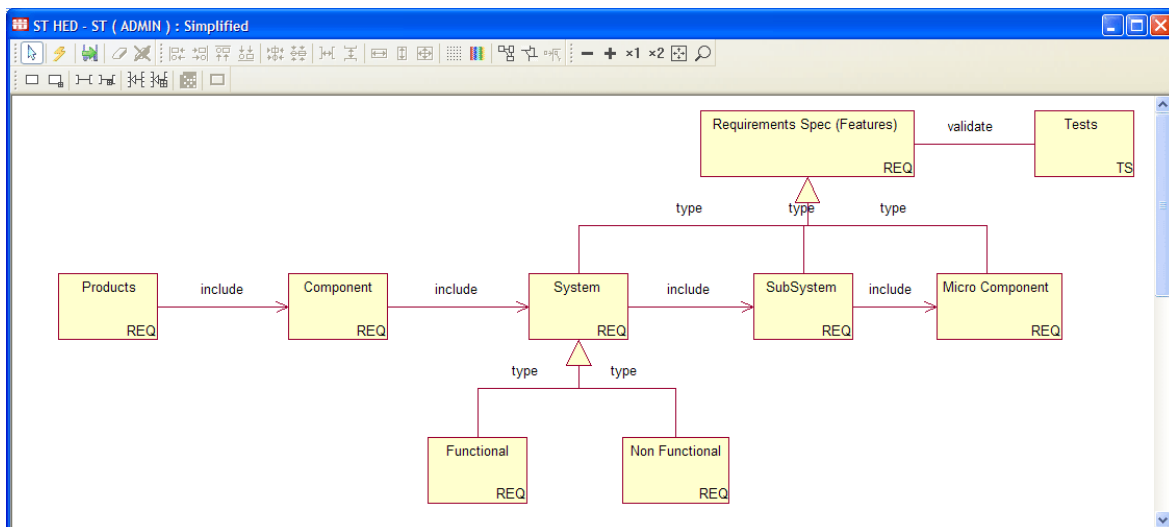 ST HED - ST ( ADMIN ) : Simplified
×1 ×2
Requirements Spec (Features)
REQ
validate
Tests
TS
type
type
type
Products
REQ
include
Component
REQ
include
System
REQ
include
SubSystem
REQ
include
Micro Component
REQ
type
type
Functional
REQ
Non Functional
REQ